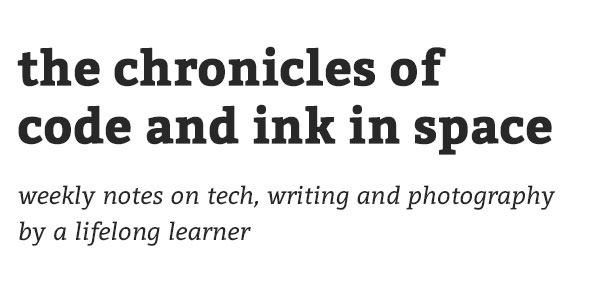 the chronicles of
code and ink in space
weekly notes on tech, writing and photography
by a lifelong learner